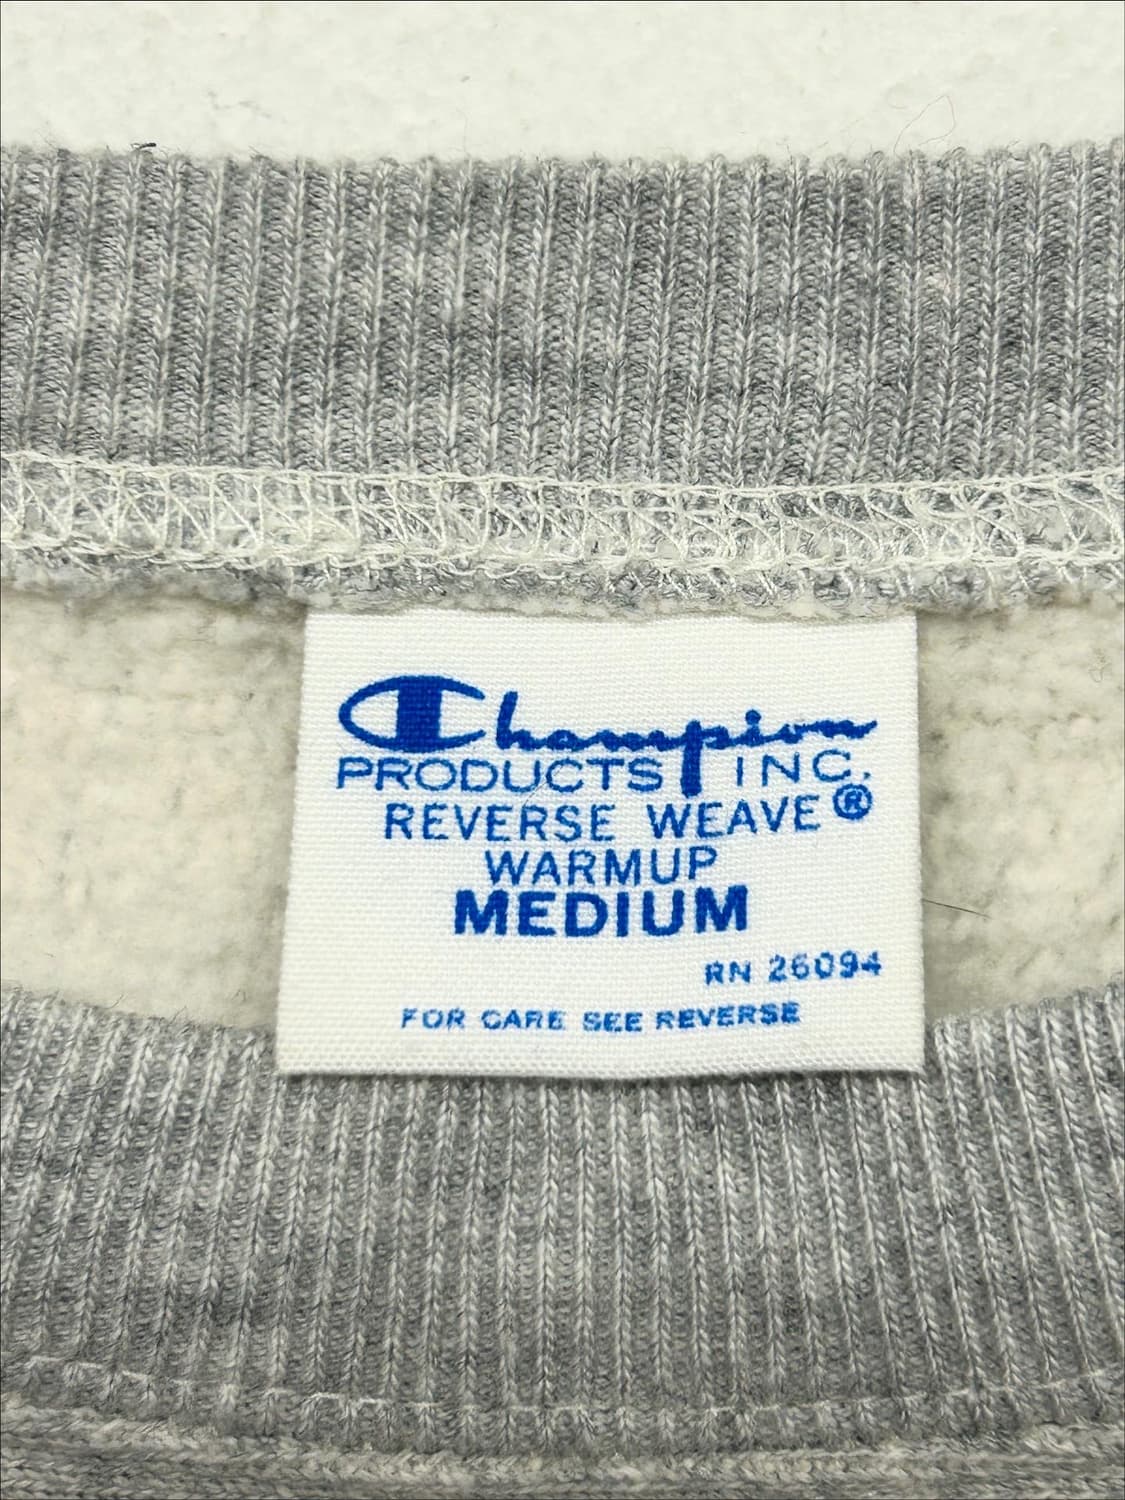 Champion
PRODUCTS INC.
REVERSE WEAVE®
WARMUP
MEDIUM
RN 26094
FOR CARE SEE REVERSE